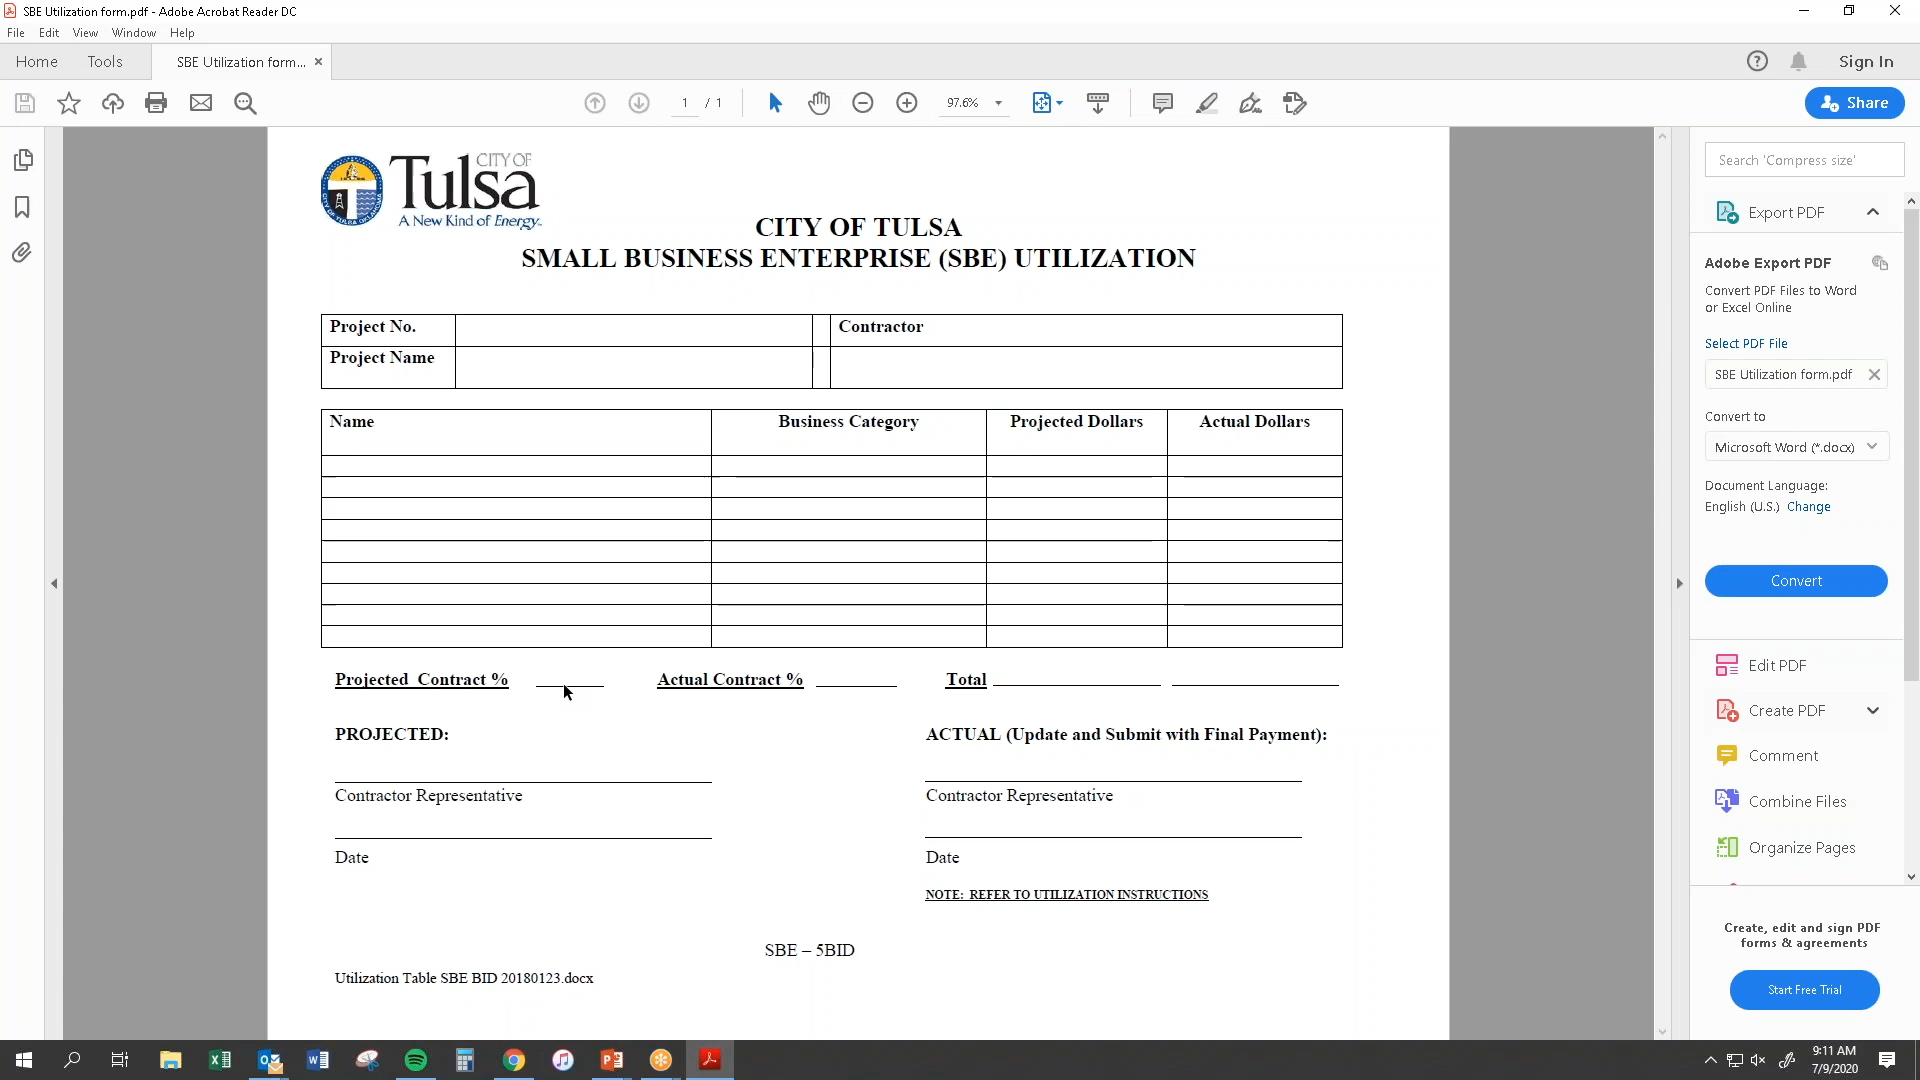 SBE Utilization form.pdf - Adobe Acrobat Reader DC
File Edit View Window Help
Home Tools SBE Utilization form... × Sign In
1 / 1 97.6% Share
CITY OF
Tulsa
A New Kind of Energy.
CITY OF TULSA
SMALL BUSINESS ENTERPRISE (SBE) UTILIZATION
Project No. Contractor
Project Name
Name Business Category Projected Dollars Actual Dollars
Projected Contract % Actual Contract % Total
PROJECTED: ACTUAL (Update and Submit with Final Payment):
Contractor Representative Contractor Representative
Date Date
NOTE: REFER TO UTILIZATION INSTRUCTIONS
SBE – 5BID
Utilization Table SBE BID 20180123.docx
Search 'Compress size'
Export PDF
Adobe Export PDF
Convert PDF Files to Word
or Excel Online
Select PDF File
SBE Utilization form.pdf
Convert to
Microsoft Word (*.docx)
Document Language:
English (U.S.) Change
Convert
Edit PDF
Create PDF
Comment
Combine Files
Organize Pages
Create, edit and sign PDF
forms & agreements
Start Free Trial
9:11 AM
7/9/2020